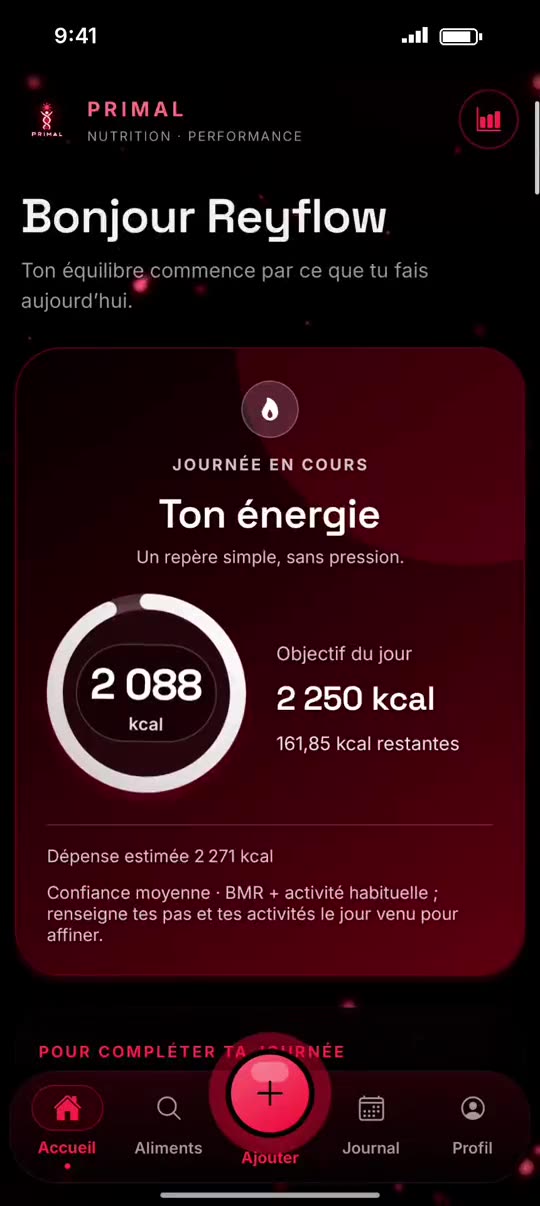 9:41
PRIMAL
PRIMAL
NUTRITION · PERFORMANCE
Bonjour Reyflow
Ton équilibre commence par ce que tu fais
aujourd’hui.
JOURNÉE EN COURS
Ton énergie
Un repère simple, sans pression.
2 088
kcal
Objectif du jour
2 250 kcal
161,85 kcal restantes
Dépense estimée 2 271 kcal
Confiance moyenne · BMR + activité habituelle ;
renseigne tes pas et tes activités le jour venu pour
affiner.
POUR COMPLÉTER TA JOURNÉE
Accueil
Aliments
Ajouter
Journal
Profil